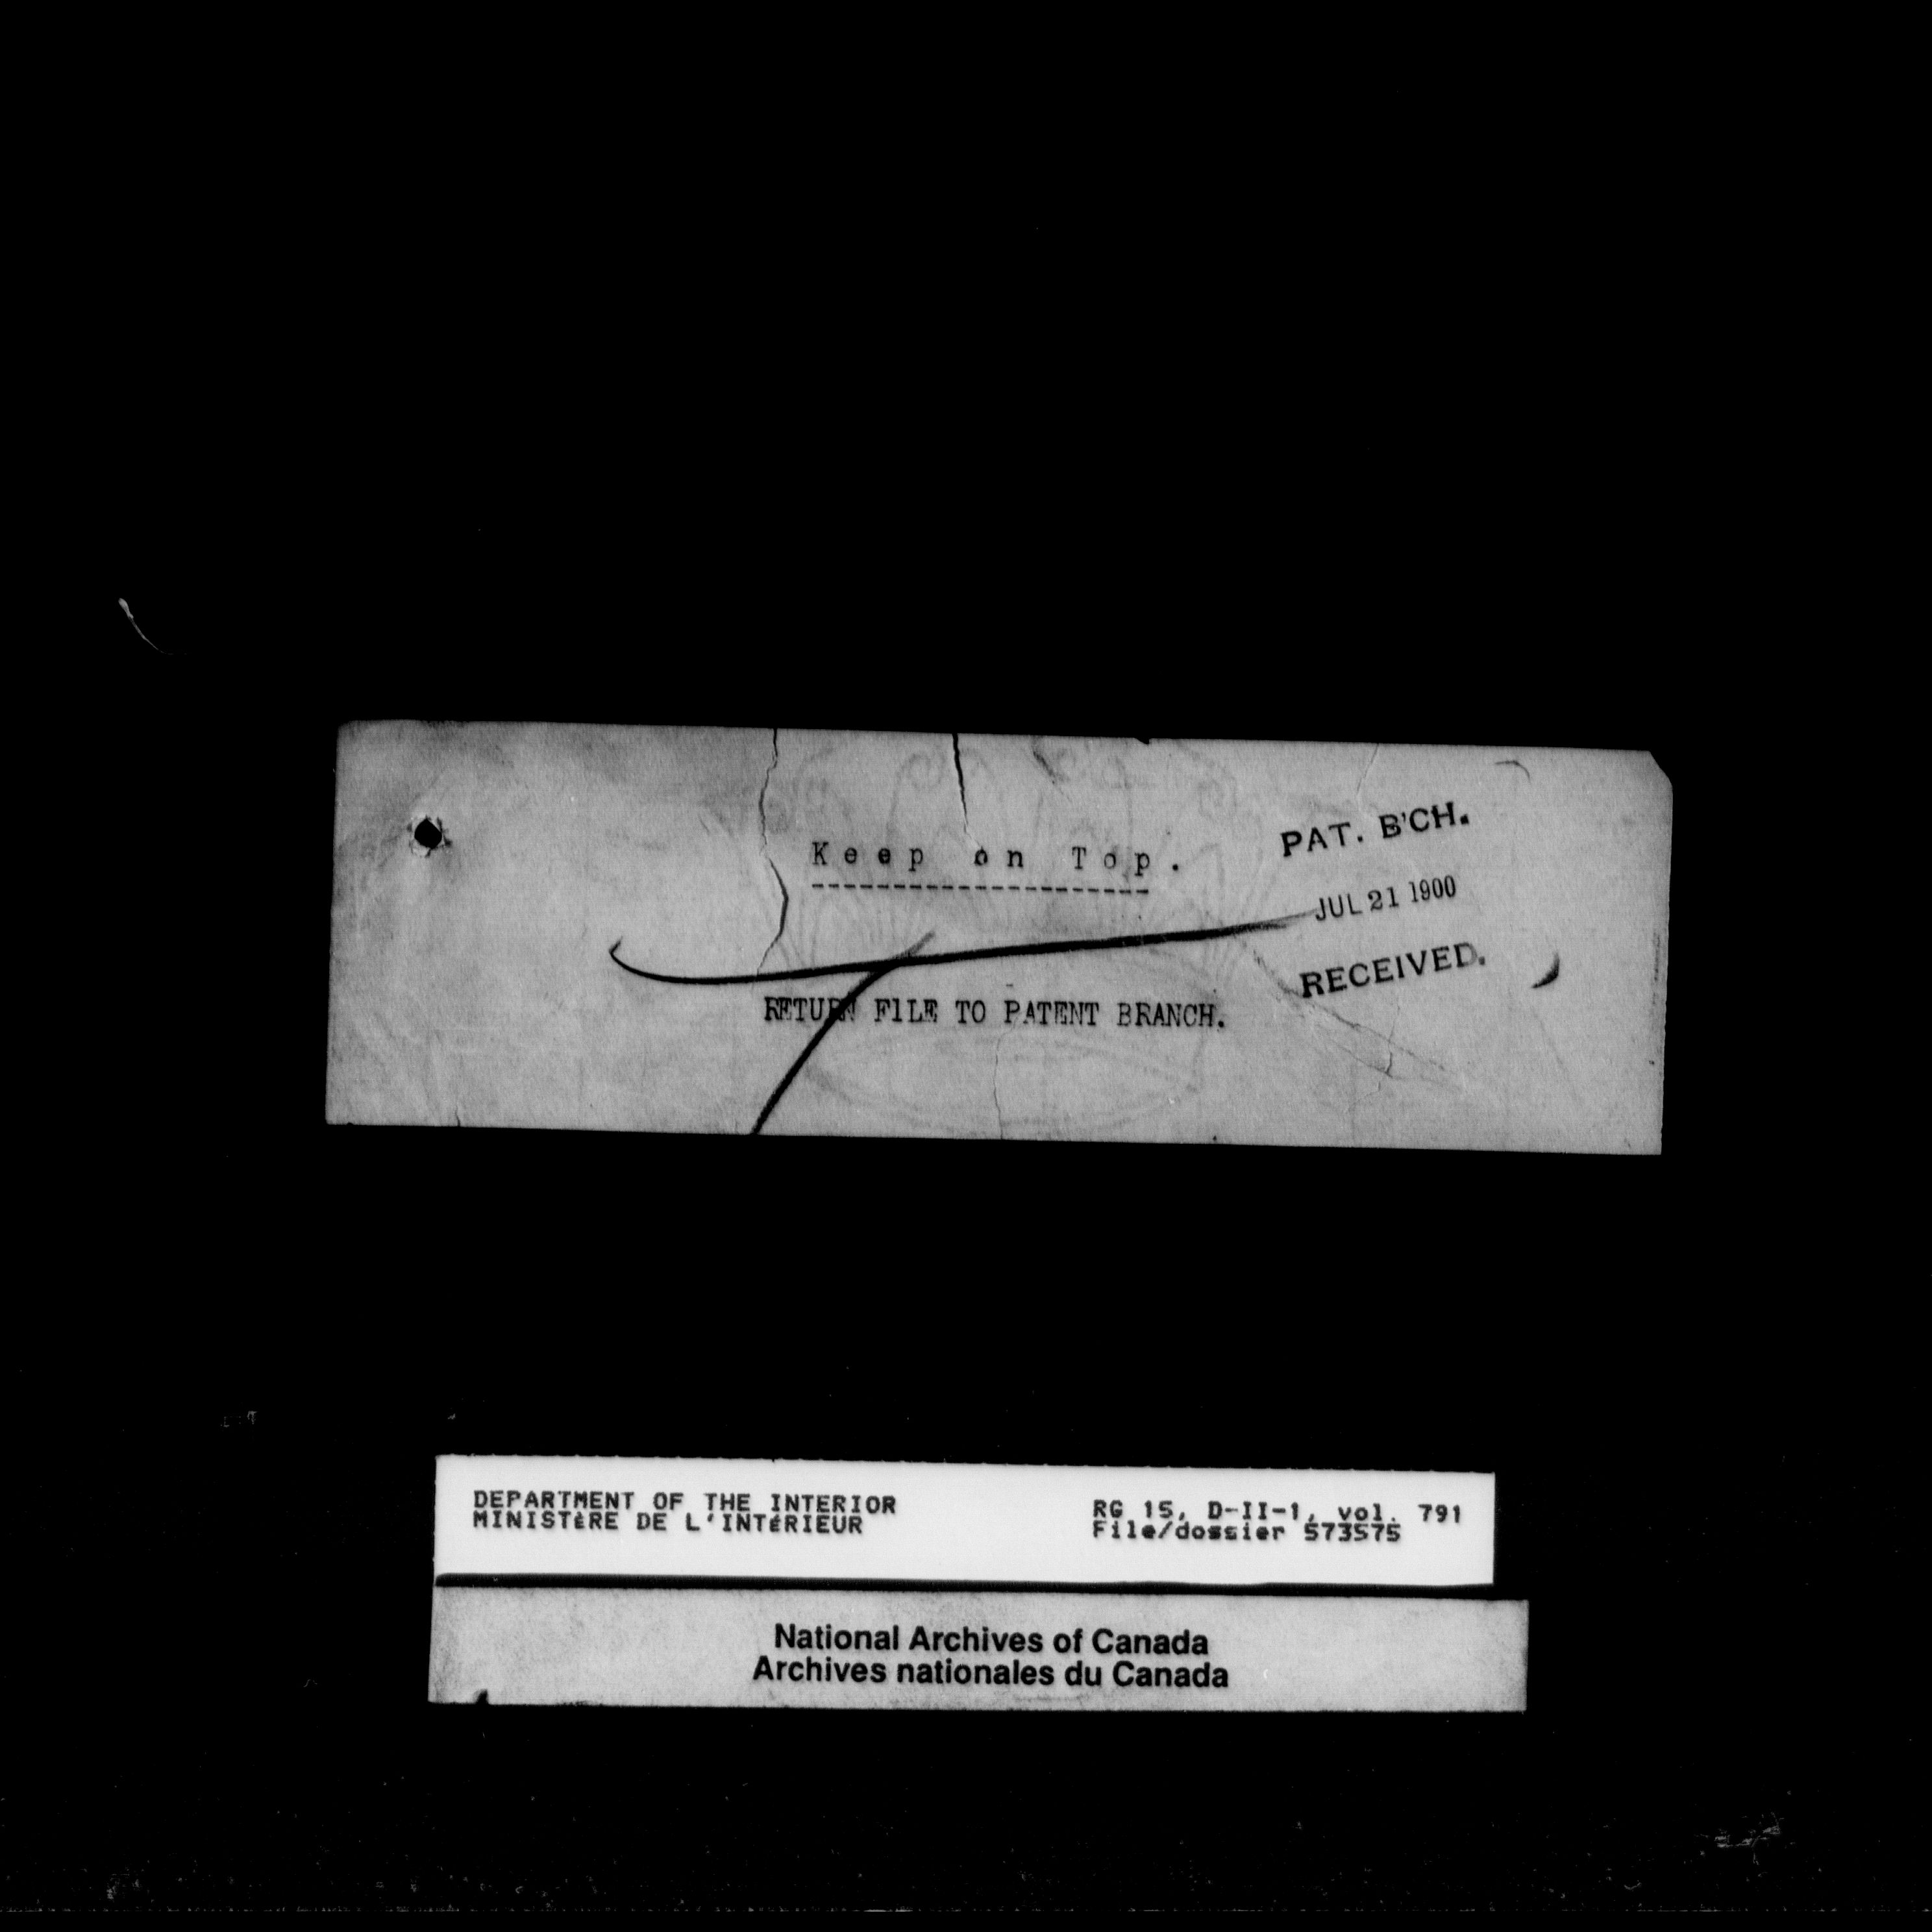 Keep on Top.
PAT. B'CH.
JUL 21 1900
RECEIVED.
RETURN FILE TO PATENT BRANCH.
DEPARTMENT OF THE INTERIOR
MINISTÈRE DE L'INTÉRIEUR
RG 15, D-II-1, vol. 791
File/dossier 573575
National Archives of Canada
Archives nationales du Canada